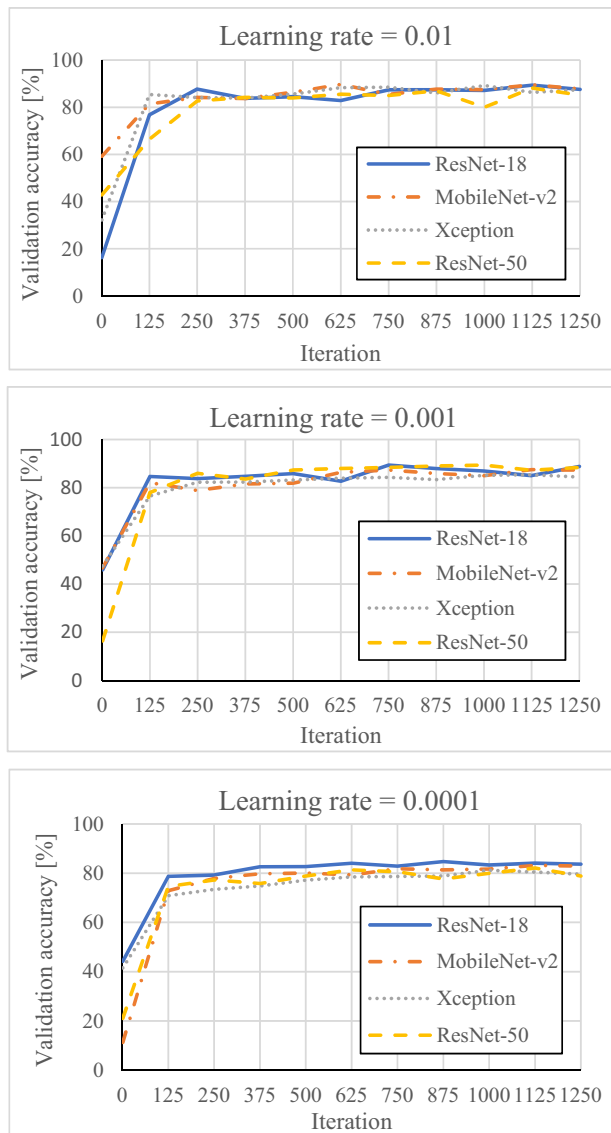 Learning rate = 0.01
Validation accuracy [%]
100
80
60
40
20
0
ResNet-18
MobileNet-v2
Xception
ResNet-50
0 125 250 375 500 625 750 875 1000 1125 1250
Iteration
Learning rate = 0.001
Validation accuracy [%]
100
80
60
40
20
0
ResNet-18
MobileNet-v2
Xception
ResNet-50
0 125 250 375 500 625 750 875 1000 1125 1250
Iteration
Learning rate = 0.0001
Validation accuracy [%]
100
80
60
40
20
0
ResNet-18
MobileNet-v2
Xception
ResNet-50
0 125 250 375 500 625 750 875 1000 1125 1250
Iteration